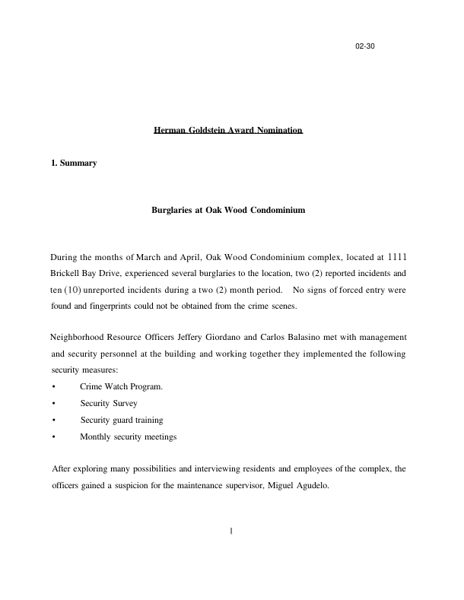 02-30
Herman Goldstein Award Nomination
1. Summary
Burglaries at Oak Wood Condominium
During the months of March and April, Oak Wood Condominium complex, located at 1111
Brickell Bay Drive, experienced several burglaries to the location, two (2) reported incidents and
ten (10) unreported incidents during a two (2) month period. No signs of forced entry were
found and fingerprints could not be obtained from the crime scenes.
Neighborhood Resource Officers Jeffery Giordano and Carlos Balasino met with management
and security personnel at the building and working together they implemented the following
security measures:
• Crime Watch Program.
• Security Survey
• Security guard training
• Monthly security meetings
After exploring many possibilities and interviewing residents and employees of the complex, the
officers gained a suspicion for the maintenance supervisor, Miguel Agudelo.
1